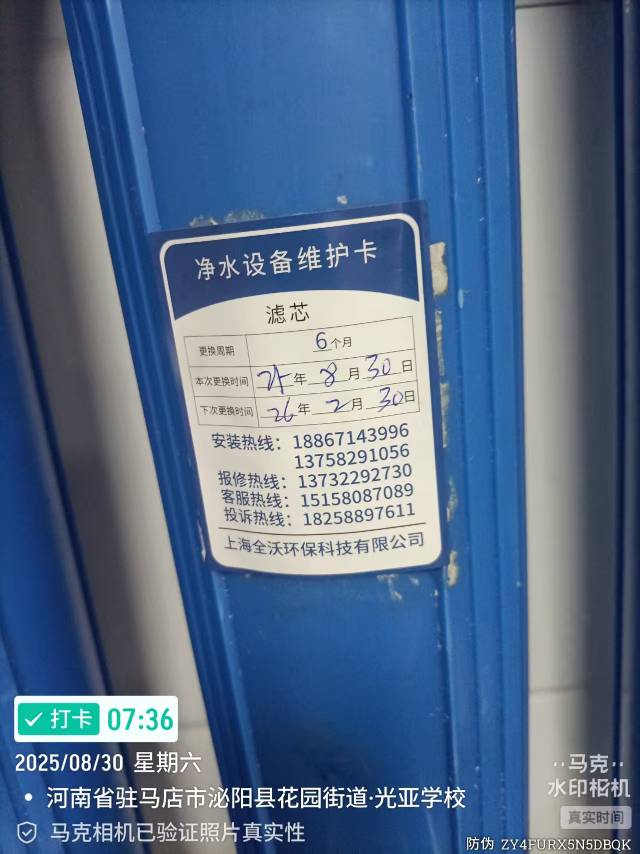 净水设备维护卡
滤芯
更换周期 6个月
本次更换时间 25年 8月 30日
下次更换时间 26年 2月 30日
安装热线: 18867143996
13758291056
报修热线: 13732292730
客服热线: 15158087089
投诉热线: 18258897611
上海全沃环保科技有限公司
打卡 07:36
2025/08/30 星期六
河南省驻马店市泌阳县花园街道·光亚学校
马克相机已验证照片真实性
马克
水印相机
真实时间
防伪 ZY4FURX5N5DBQK